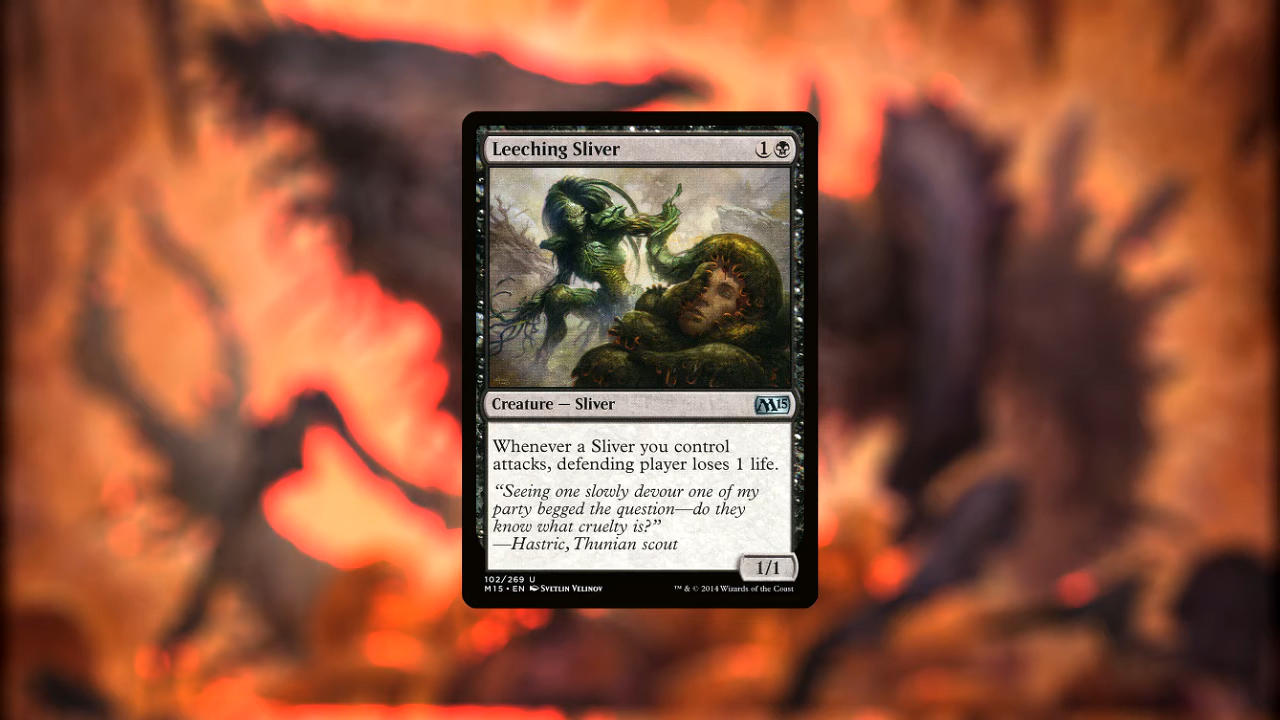 Leeching Sliver 1
Creature — Sliver M15
Whenever a Sliver you control
attacks, defending player loses 1 life.
“Seeing one slowly devour one of my
party begged the question—do they
know what cruelty is?”
—Hastric, Thunian scout
1/1
102/269 U
M15 • EN Svetlin Velinov ™ & © 2014 Wizards of the Coast